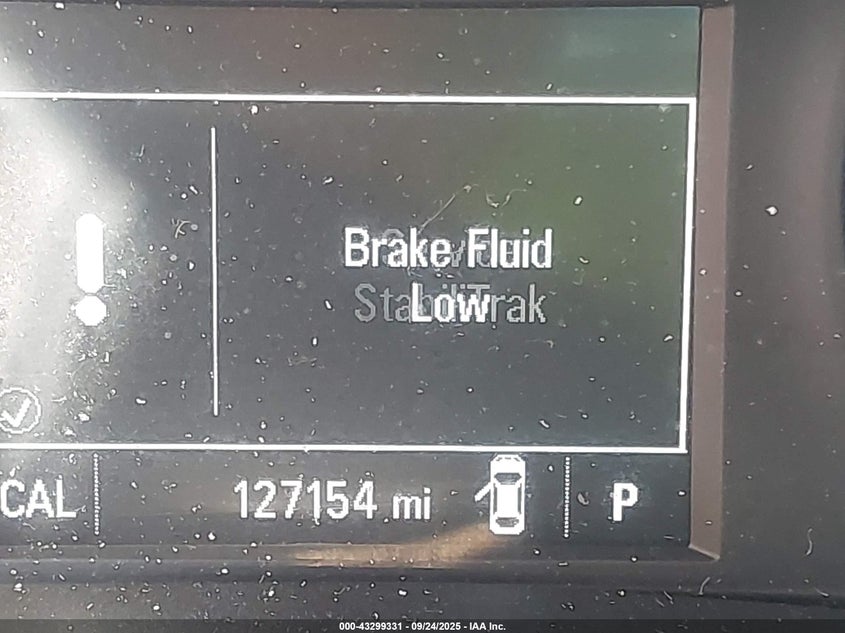 Brake Fluid
Low
StabiliTrak
CAL
127154 mi
P
000-43299331 - 09/24/2025 - IAA Inc.